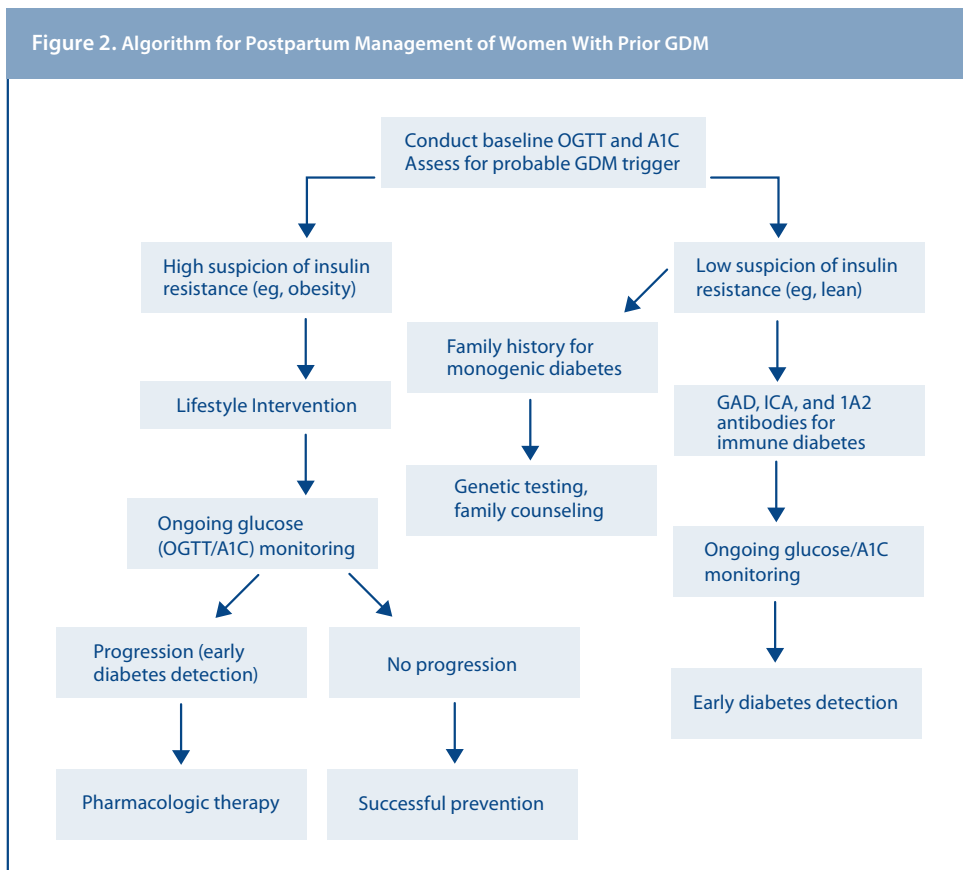 Figure 2. Algorithm for Postpartum Management of Women With Prior GDM
Conduct baseline OGTT and A1C
Assess for probable GDM trigger
High suspicion of insulin
resistance (eg, obesity)
Low suspicion of insulin
resistance (eg, lean)
Family history for
monogenic diabetes
Lifestyle Intervention
GAD, ICA, and 1A2
antibodies for
immune diabetes
Genetic testing,
family counseling
Ongoing glucose
(OGTT/A1C) monitoring
Ongoing glucose/A1C
monitoring
Progression (early
diabetes detection)
No progression
Early diabetes detection
Pharmacologic therapy
Successful prevention